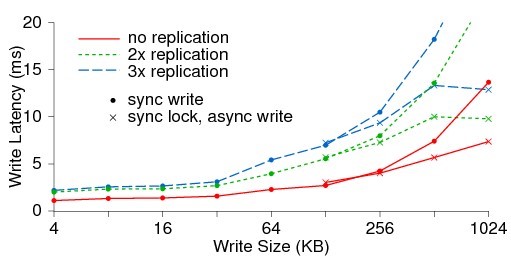 20
15
10
5
0
Write Latency (ms)
no replication
2x replication
3x replication
sync write
sync lock, async write
4 16 64 256 1024
Write Size (KB)